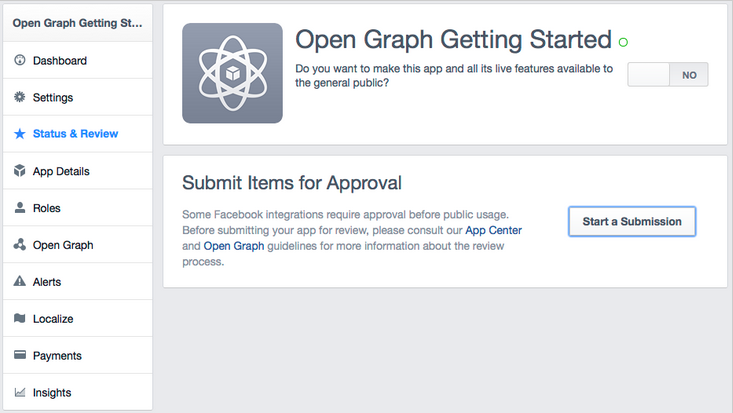 Open Graph Getting St...
Dashboard
Settings
Status & Review
App Details
Roles
Open Graph
Alerts
Localize
Payments
Insights
Open Graph Getting Started
Do you want to make this app and all its live features available to
the general public?
NO
Submit Items for Approval
Some Facebook integrations require approval before public usage.
Before submitting your app for review, please consult our App Center
and Open Graph guidelines for more information about the review
process.
Start a Submission